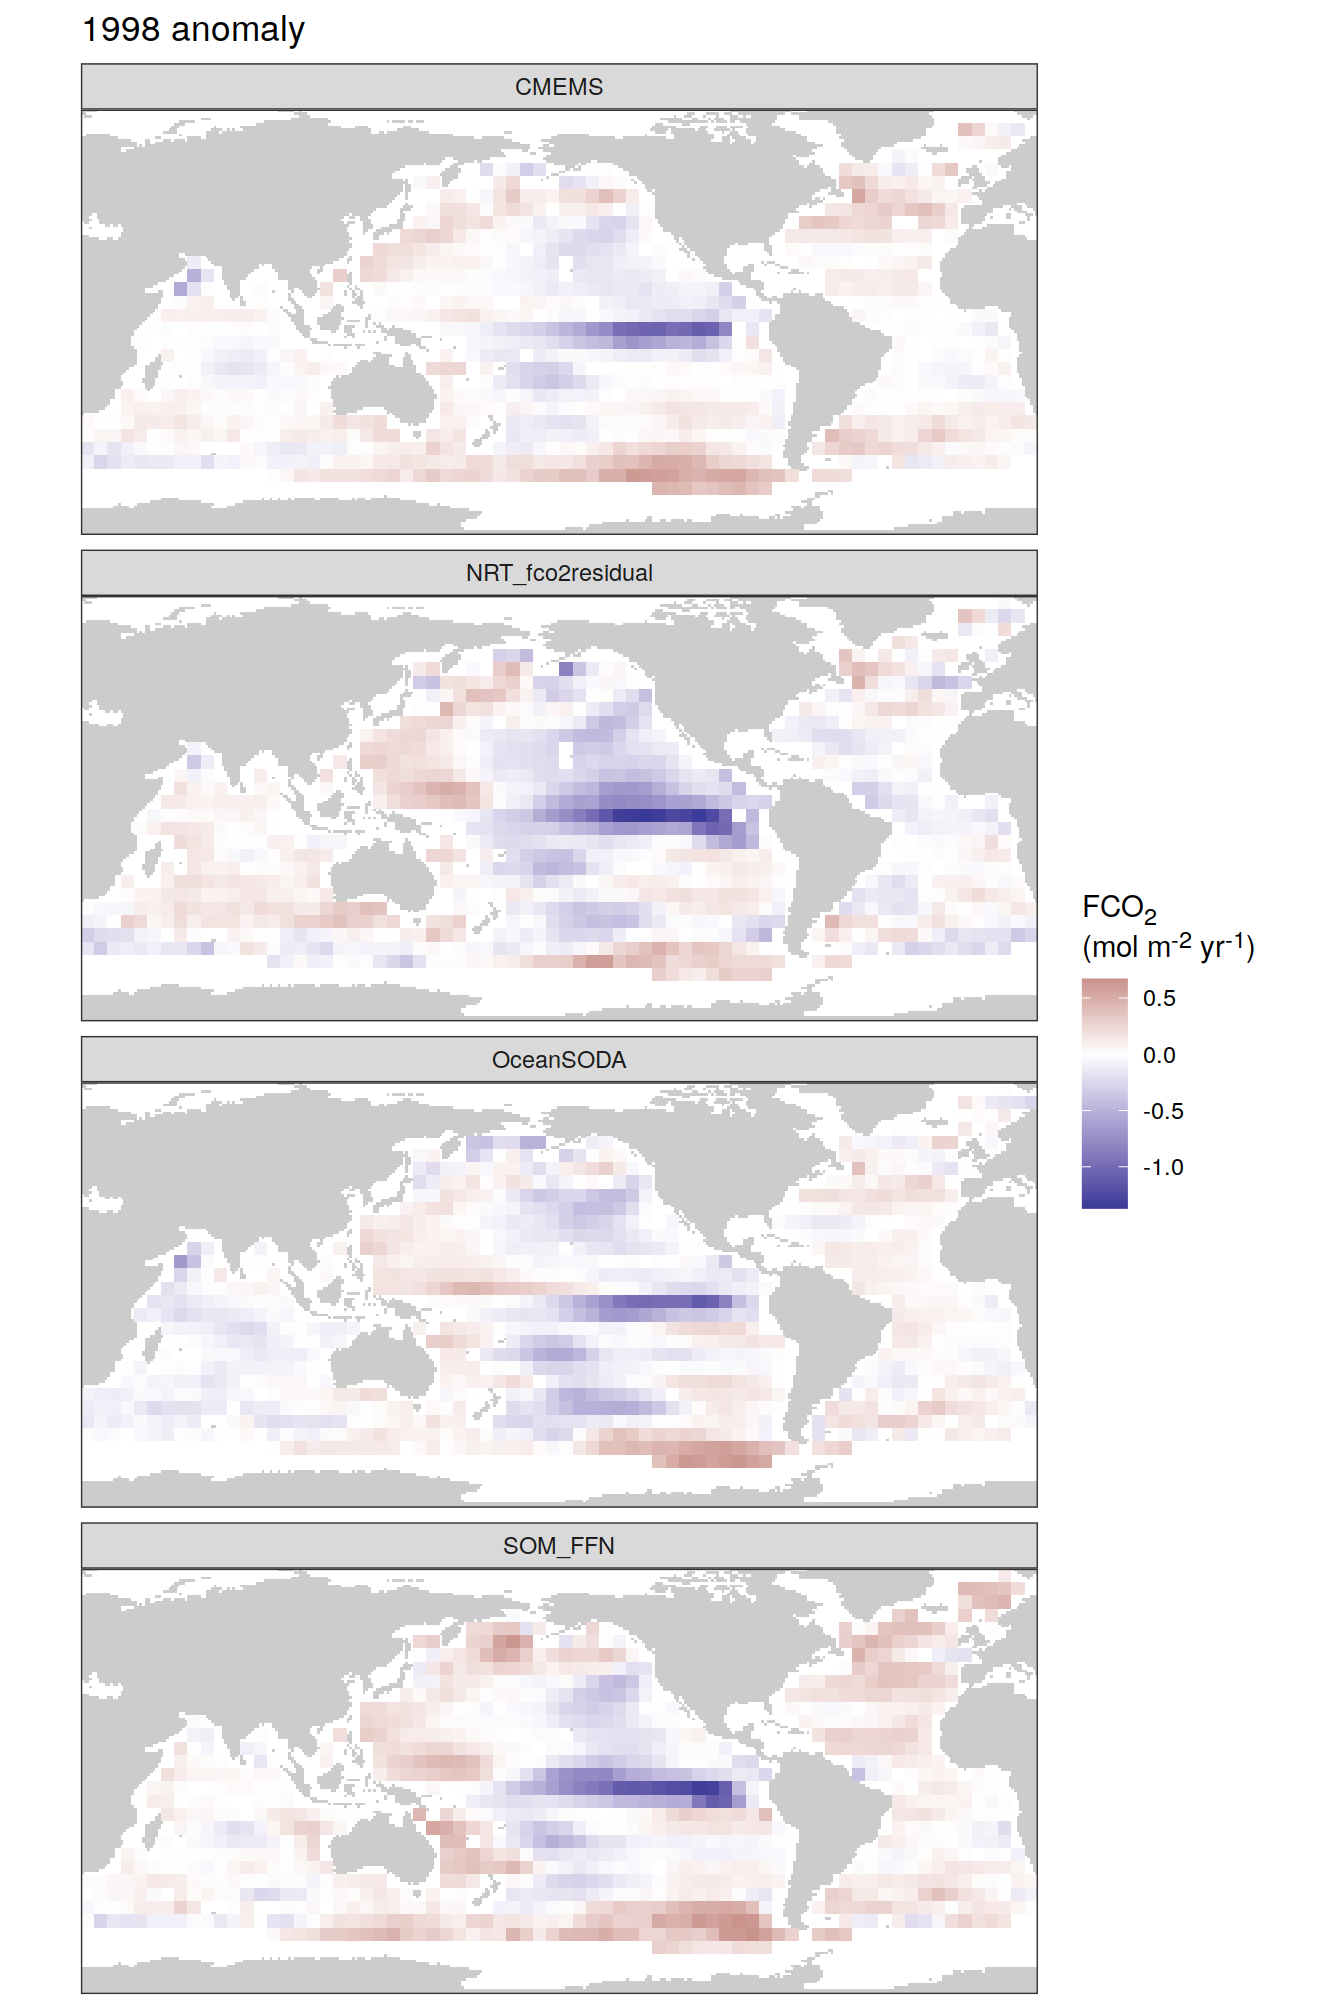 1998 anomaly
CMEMS
NRT_fco2residual
OceanSODA
FCO2
(mol m-2 yr-1)
0.5
0.0
-0.5
-1.0
SOM_FFN